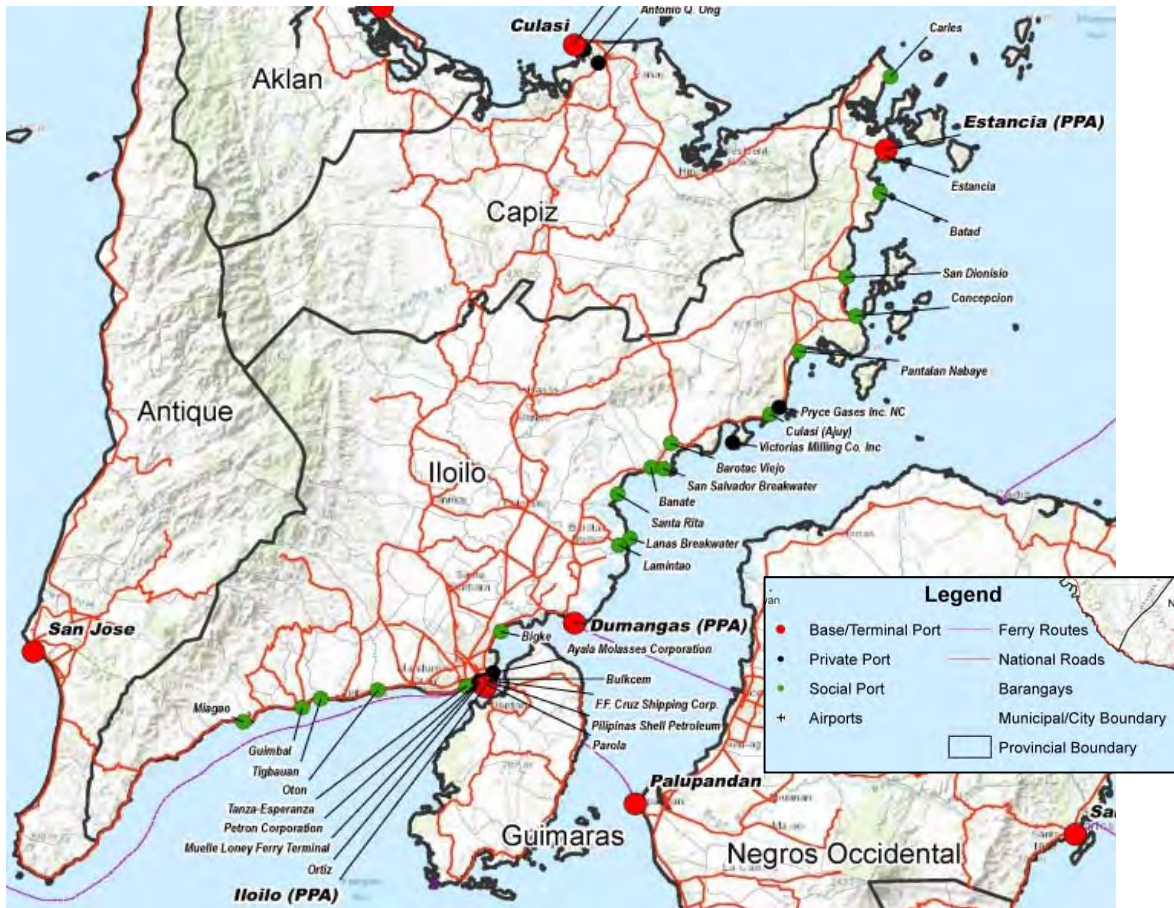 Culasi
Antonio Q. Ong
Carles
Aklan
Estancia (PPA)
Estancia
Capiz
Batad
San Dionisio
Concepcion
Pantalan Nabaye
Antique
Pryce Gases Inc. NC
Culasi (Ajuy)
Victorias Milling Co. Inc
Iloilo
Barotac Viejo
San Salvador Breakwater
Banate
Santa Rita
Lanas Breakwater
Lamintao
San Jose
Dumangas (PPA)
Bigke
Ayala Molasses Corporation
Bulkcem
F.F. Cruz Shipping Corp.
Pilipinas Shell Petroleum
Parola
Miagao
Guimbal
Tigbauan
Oton
Tanza-Esperanza
Petron Corporation
Muelle Loney Ferry Terminal
Ortiz
Iloilo (PPA)
Guimaras
Palupandan
Negros Occidental
Legend
Base/Terminal Port
Ferry Routes
Private Port
National Roads
Social Port
Barangays
Airports
Municipal/City Boundary
Provincial Boundary